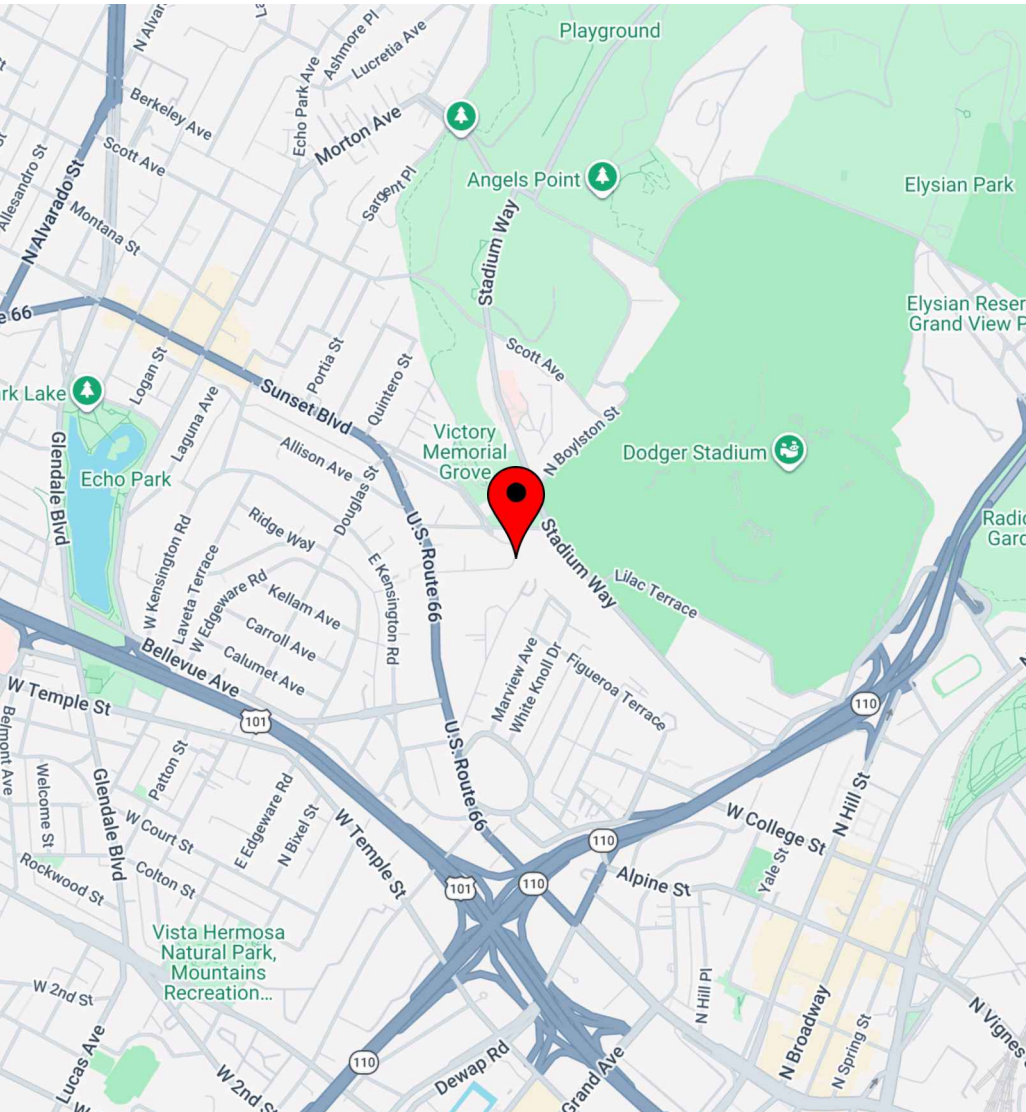 Playground
N Alvar
Ashmore Pl
Lucretia Ave
Echo Park Ave
Berkeley Ave
Morton Ave
Scott Ave
Allesandro St
N Alvarado St
Sargent Pl
Angels Point
Elysian Park
Montana St
Stadium Way
e 66
Elysian Reser
Grand View P
Scott Ave
Portia St
Logan St
Quintero St
rk Lake
Sunset Blvd
Laguna Ave
Victory
Memorial
Grove
N Boylston St
Dodger Stadium
Allison Ave
Glendale Blvd
Echo Park
Douglas St
Ridge Way
U.S. Route 66
Stadium Way
Radio
Gard
W Kensington Rd
Laveta Terrace
W Edgeware Rd
E Kensington Rd
Kellam Ave
Lilac Terrace
Carroll Ave
Calumet Ave
Bellevue Ave
Marview Ave
White Knoll Dr
Figueroa Terrace
W Temple St
101
110
Belmont Ave
U.S. Route 66
Welcome St
Patton St
Glendale Blvd
E Edgeware Rd
N Bixel St
W Temple St
W Court St
W College St
N Hill St
110
Rockwood St
Colton St
101
110
Alpine St
Yale St
Vista Hermosa
Natural Park,
Mountains
Recreation...
W 2nd St
N Hill Pl
N Broadway
N Spring St
N Vignes
Lucas Ave
W 2nd S
110
Dewap Rd
Grand Ave
W